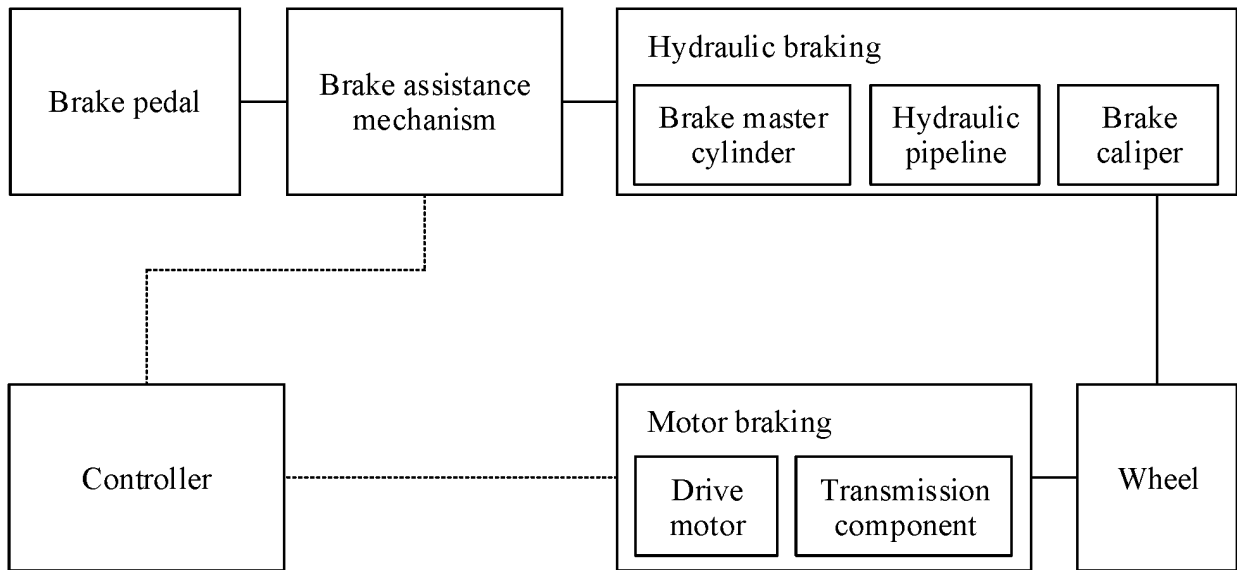 Brake pedal
Brake assistance
mechanism
Hydraulic braking
Brake master
cylinder
Hydraulic
pipeline
Brake
caliper
Controller
Motor braking
Drive
motor
Transmission
component
Wheel